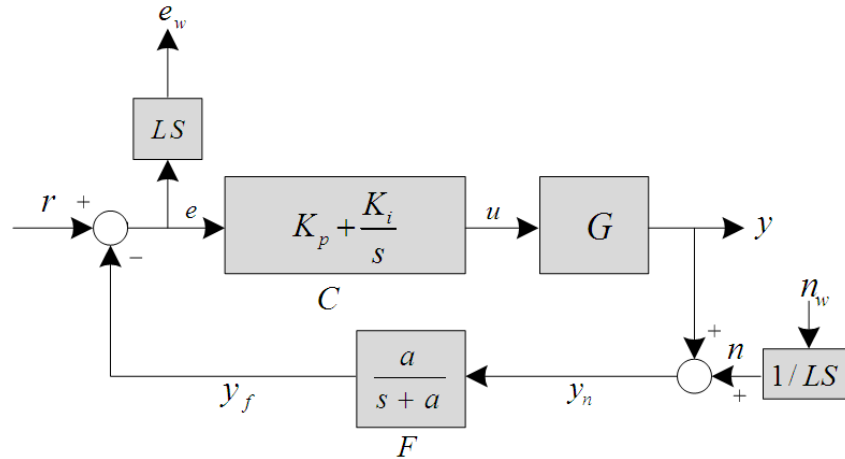 e_w
LS
r
+
−
e
K_p + K_i/s
C
u
G
y
n_w
+
n
+
1 / LS
y_n
a/(s + a)
F
y_f